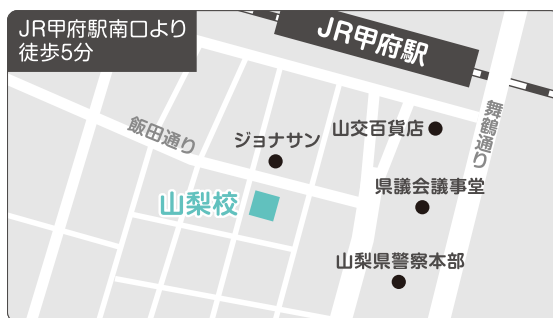 JR甲府駅南口より
徒歩5分
JR甲府駅
舞鶴通り
飯田通り
ジョナサン
山交百貨店
山梨校
県議会議事堂
山梨県警察本部